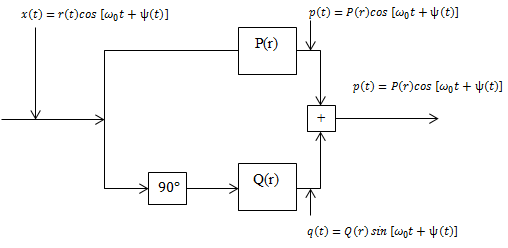 x(t) = r(t)cos [ω₀t + ψ(t)]
p(t) = P(r)cos [ω₀t + ψ(t)]
P(r)
p(t) = P(r)cos [ω₀t + ψ(t)]
+
90°
Q(r)
q(t) = Q(r) sin [ω₀t + ψ(t)]